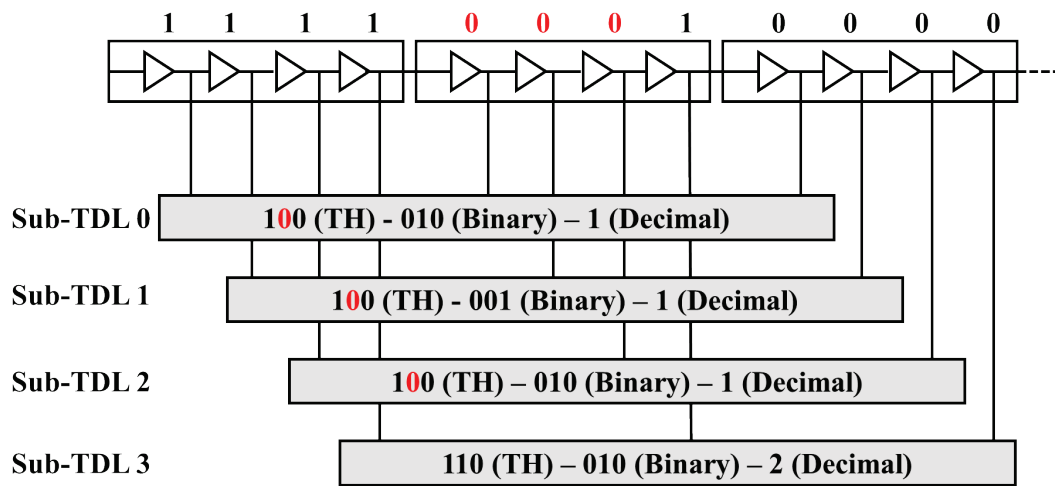 1 1 1 1 0 0 0 1 0 0 0 0
Sub-TDL 0 100 (TH) - 010 (Binary) – 1 (Decimal)
Sub-TDL 1 100 (TH) - 001 (Binary) – 1 (Decimal)
Sub-TDL 2 100 (TH) – 010 (Binary) – 1 (Decimal)
Sub-TDL 3 110 (TH) – 010 (Binary) – 2 (Decimal)